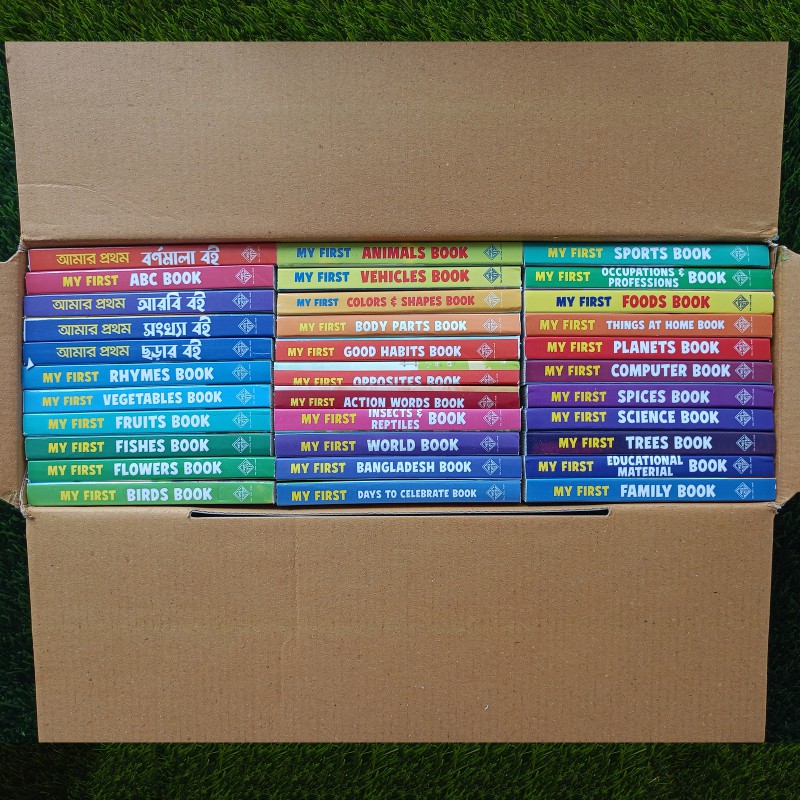 আমার প্রথম বর্ণমালা বই
MY FIRST ABC BOOK
আমার প্রথম আরবি বই
আমার প্রথম সংখ্যা বই
আমার প্রথম ছড়ার বই
MY FIRST RHYMES BOOK
MY FIRST VEGETABLES BOOK
MY FIRST FRUITS BOOK
MY FIRST FISHES BOOK
MY FIRST FLOWERS BOOK
MY FIRST BIRDS BOOK
MY FIRST ANIMALS BOOK
MY FIRST VEHICLES BOOK
MY FIRST COLORS & SHAPES BOOK
MY FIRST BODY PARTS BOOK
MY FIRST GOOD HABITS BOOK
MY FIRST OPPOSITES BOOK
MY FIRST ACTION WORDS BOOK
MY FIRST INSECTS & REPTILES BOOK
MY FIRST WORLD BOOK
MY FIRST BANGLADESH BOOK
MY FIRST DAYS TO CELEBRATE BOOK
MY FIRST SPORTS BOOK
MY FIRST OCCUPATIONS & PROFESSIONS BOOK
MY FIRST FOODS BOOK
MY FIRST THINGS AT HOME BOOK
MY FIRST PLANETS BOOK
MY FIRST COMPUTER BOOK
MY FIRST SPICES BOOK
MY FIRST SCIENCE BOOK
MY FIRST TREES BOOK
MY FIRST EDUCATIONAL MATERIAL BOOK
MY FIRST FAMILY BOOK